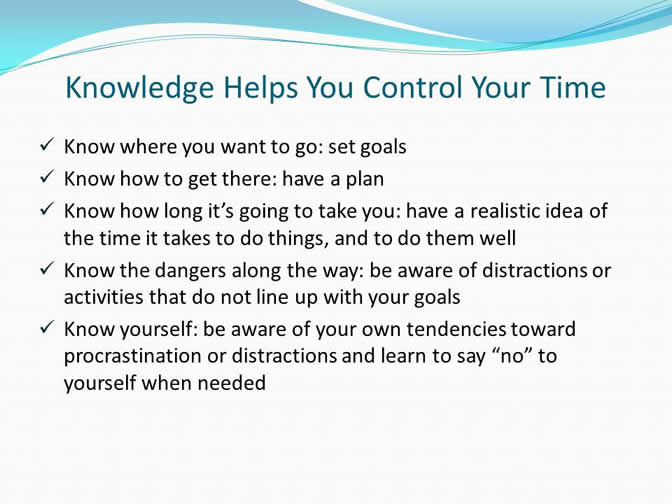 Knowledge Helps You Control Your Time
✓ Know where you want to go: set goals
✓ Know how to get there: have a plan
✓ Know how long it’s going to take you: have a realistic idea of
the time it takes to do things, and to do them well
✓ Know the dangers along the way: be aware of distractions or
activities that do not line up with your goals
✓ Know yourself: be aware of your own tendencies toward
procrastination or distractions and learn to say “no” to
yourself when needed